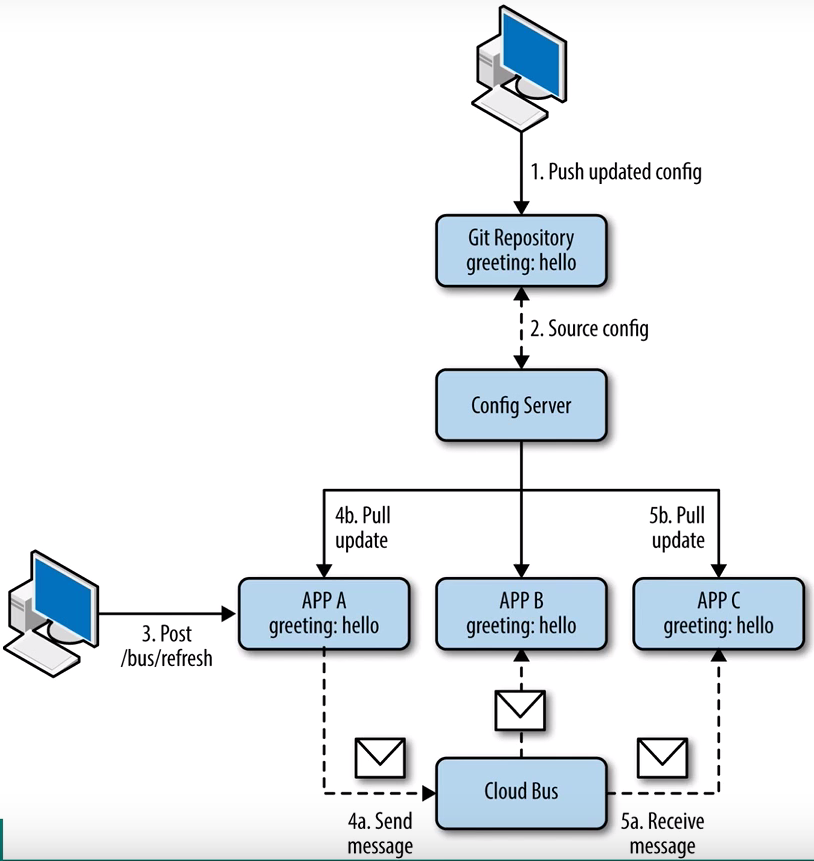 1. Push updated config
Git Repository
greeting: hello
2. Source config
Config Server
4b. Pull
update
5b. Pull
update
APP A
greeting: hello
APP B
greeting: hello
APP C
greeting: hello
3. Post
/bus/refresh
Cloud Bus
4a. Send
message
5a. Receive
message